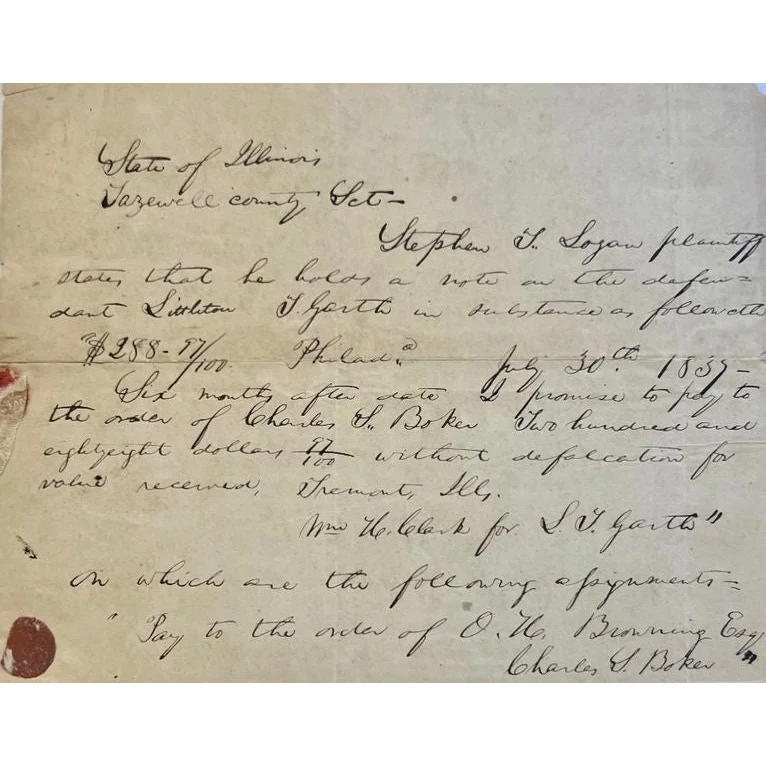 State of Illinois
Tazewell county Sct-
Stephen T. Logan plaintiff
states that he holds a note on the defen=
dant Littleton T. Garth in substance as followeth
"$288-97/100. Philada. July 30th. 1837-
Six months after date I promise to pay to
the order of Charles S. Boker Two hundred and
eightyeight dollars 97/100 without defalcation for
value received, Tremont, Ills.
Wm H. Clark for L. T. Garth"
on which are the following assignments=
"Pay to the order of O. H. Browning Esq,
Charles S. Boker"